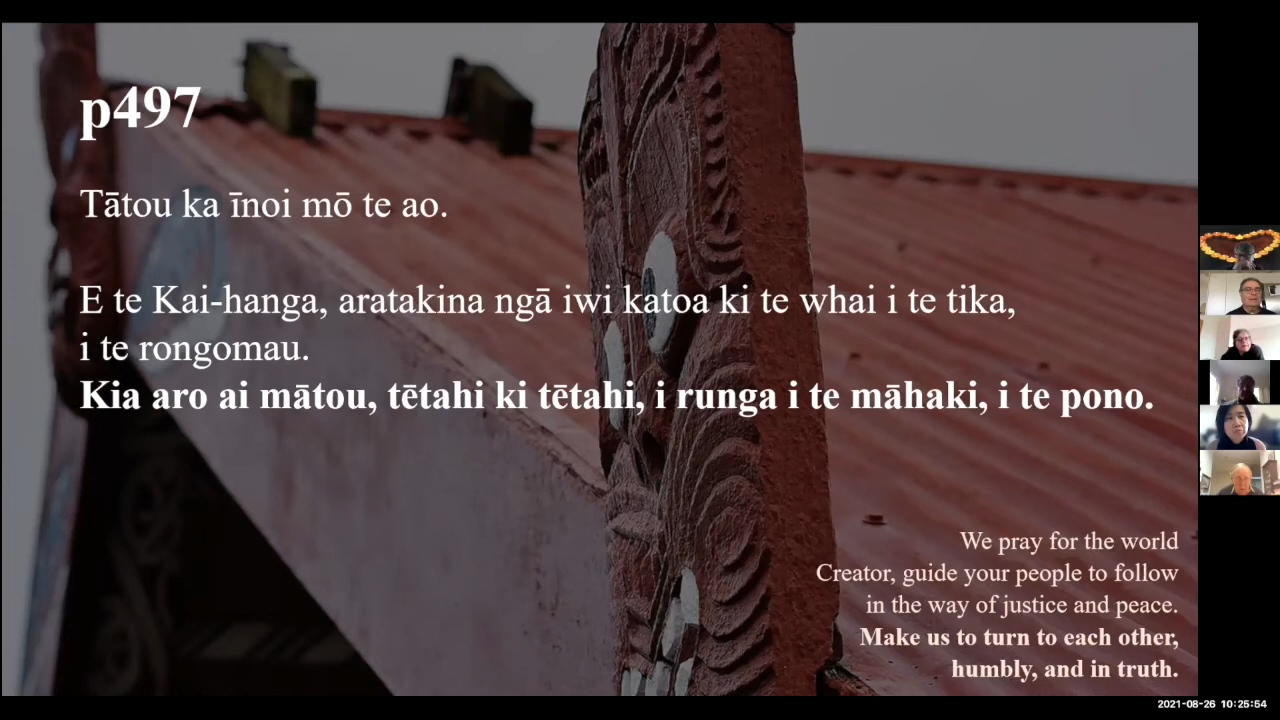 p497
Tātou ka īnoi mō te ao.
E te Kai-hanga, aratakina ngā iwi katoa ki te whai i te tika,
i te rongomau.
Kia aro ai mātou, tētahi ki tētahi, i runga i te māhaki, i te pono.
We pray for the world
Creator, guide your people to follow
in the way of justice and peace.
Make us to turn to each other,
humbly, and in truth.
2021-08-26 10:25:54